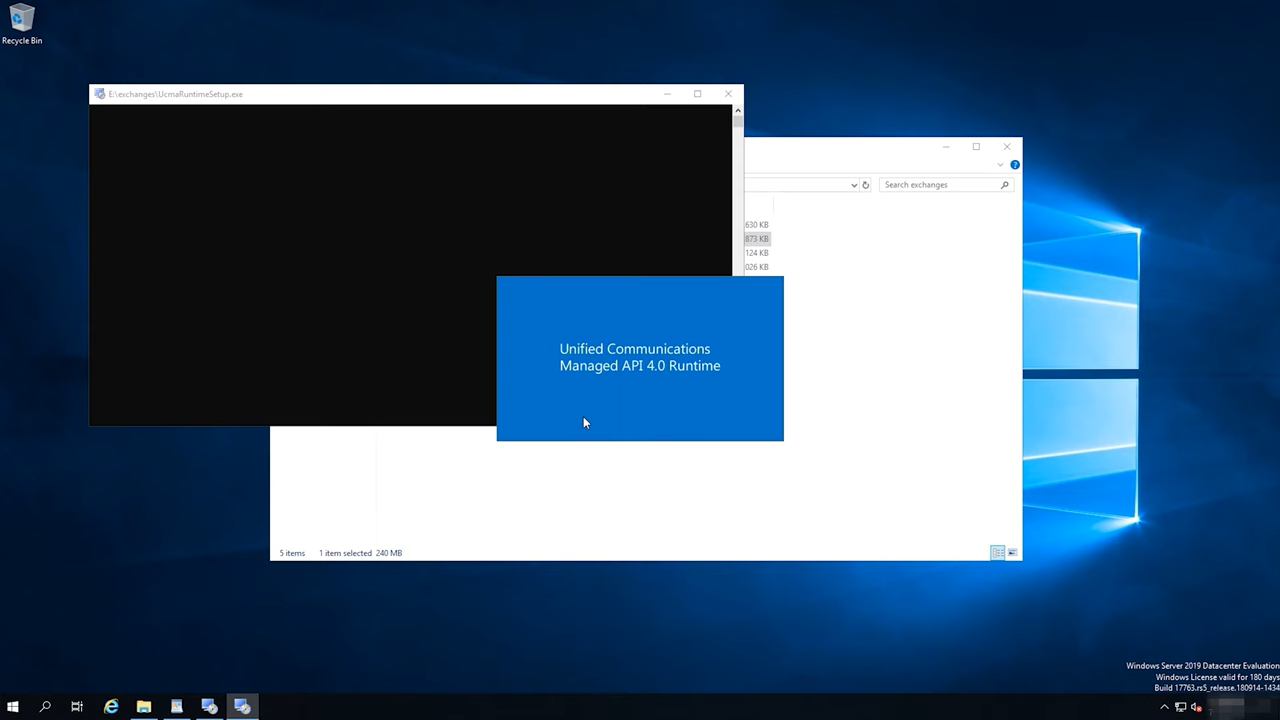 Recycle Bin
E:\exchanges\UcmaRuntimeSetup.exe
Search exchanges
630 KB
873 KB
124 KB
026 KB
Unified Communications
Managed API 4.0 Runtime
5 items 1 item selected 240 MB
Windows Server 2019 Datacenter Evaluation
Windows License valid for 180 days
Build 17763.rs5_release.180914-1434